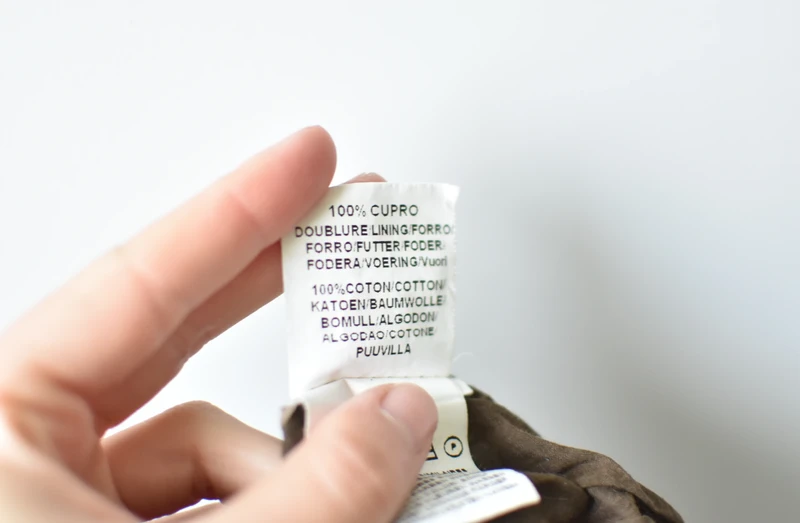 100% CUPRO
DOUBLURE/LINING/FORRO
FORRO/FUTTER/FODER
FODERA/VOERING/Vuori
100%COTON/COTTON/
KATOEN/BAUMWOLLE
BOMULL/ALGODON/
ALGODAO/COTONE/
PUUVILLA
P